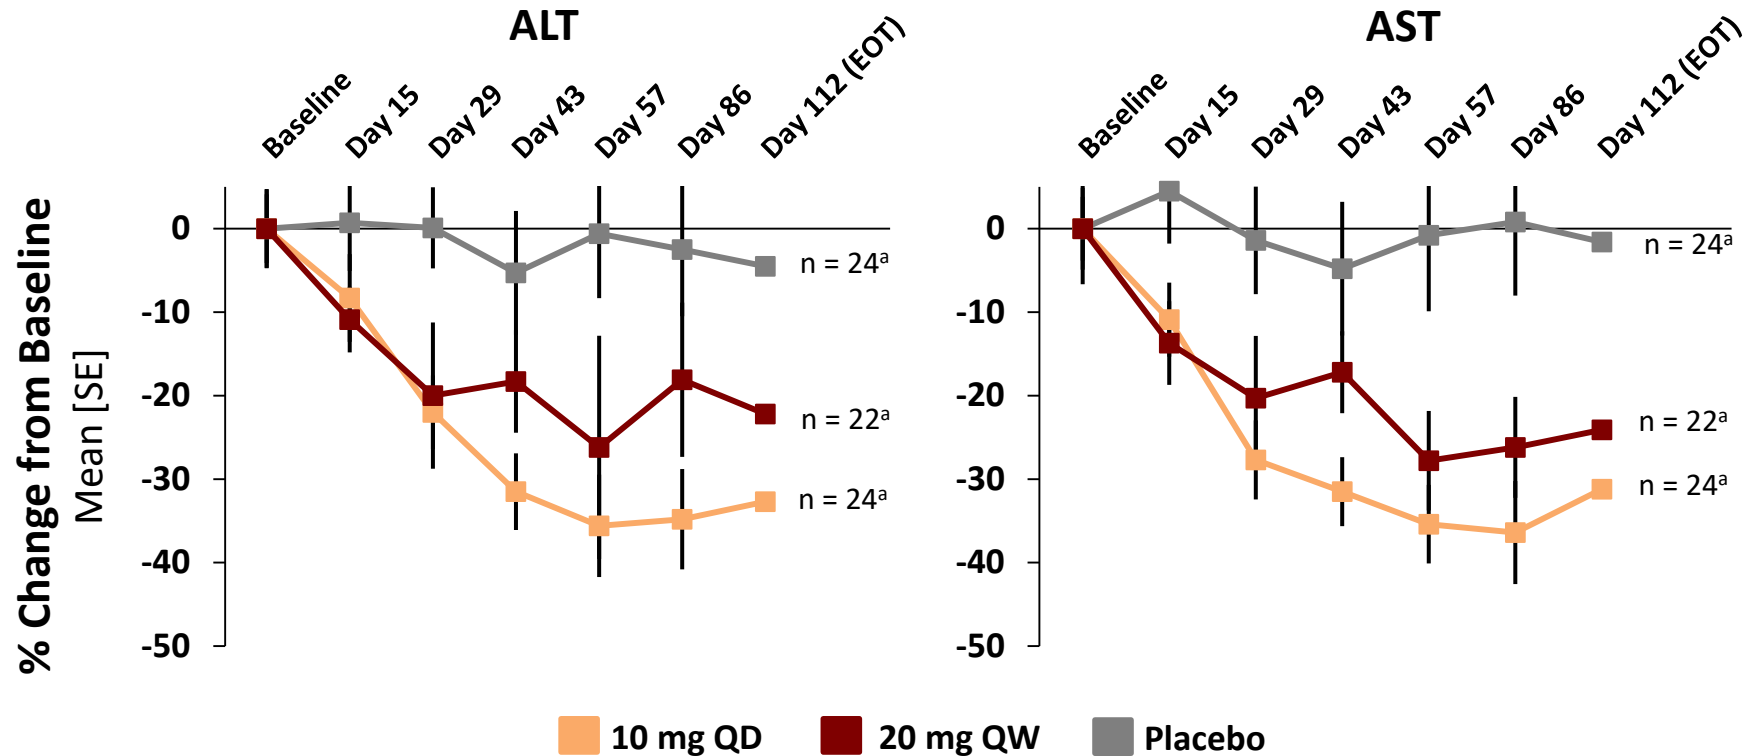 ALT
AST
Baseline
Day 15
Day 29
Day 43
Day 57
Day 86
Day 112 (EOT)
Baseline
Day 15
Day 29
Day 43
Day 57
Day 86
Day 112 (EOT)
% Change from Baseline
Mean [SE]
0
-10
-20
-30
-40
-50
n = 24ᵃ
n = 22ᵃ
n = 24ᵃ
0
-10
-20
-30
-40
-50
n = 24ᵃ
n = 22ᵃ
n = 24ᵃ
10 mg QD
20 mg QW
Placebo